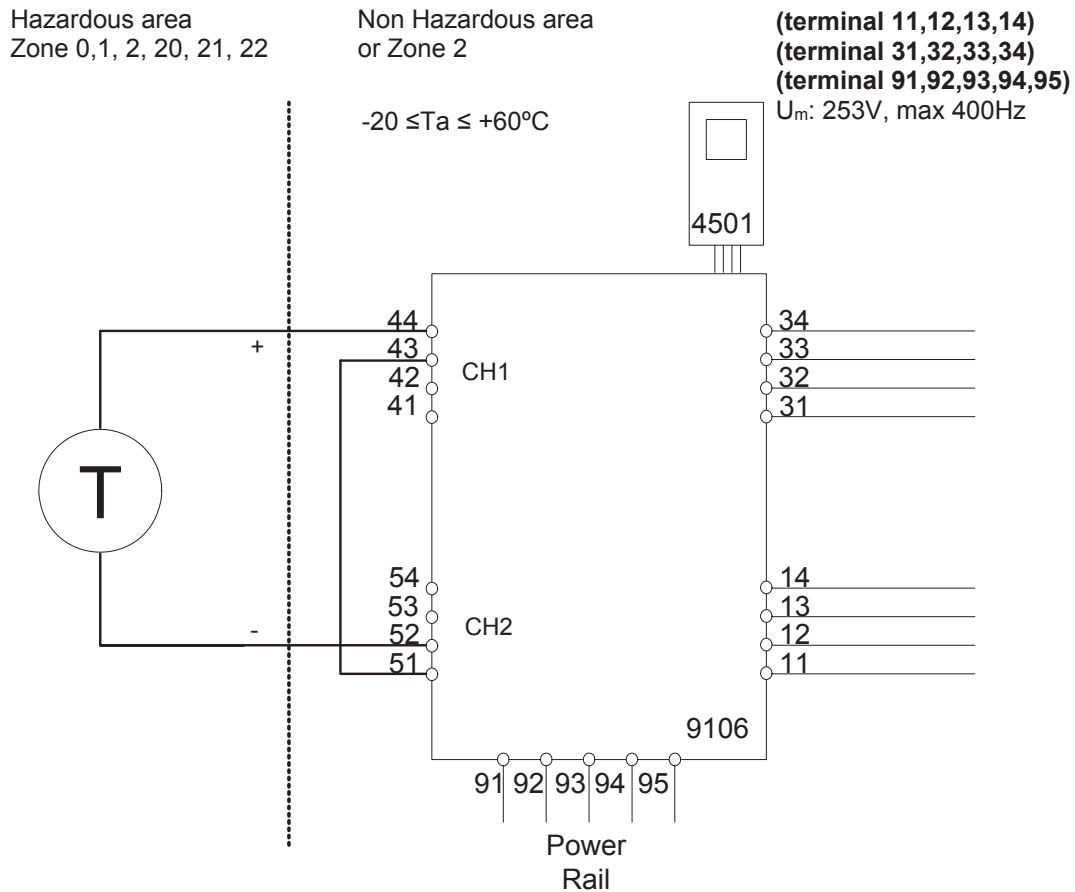 Hazardous area
Zone 0,1, 2, 20, 21, 22
Non Hazardous area
or Zone 2
-20 ≤Ta ≤ +60ºC
(terminal 11,12,13,14)
(terminal 31,32,33,34)
(terminal 91,92,93,94,95)
Um: 253V, max 400Hz
4501
44
43
42
41
+
CH1
34
33
32
31
T
54
53
52
51
-
CH2
14
13
12
11
9106
91 92 93 94 95
Power
Rail